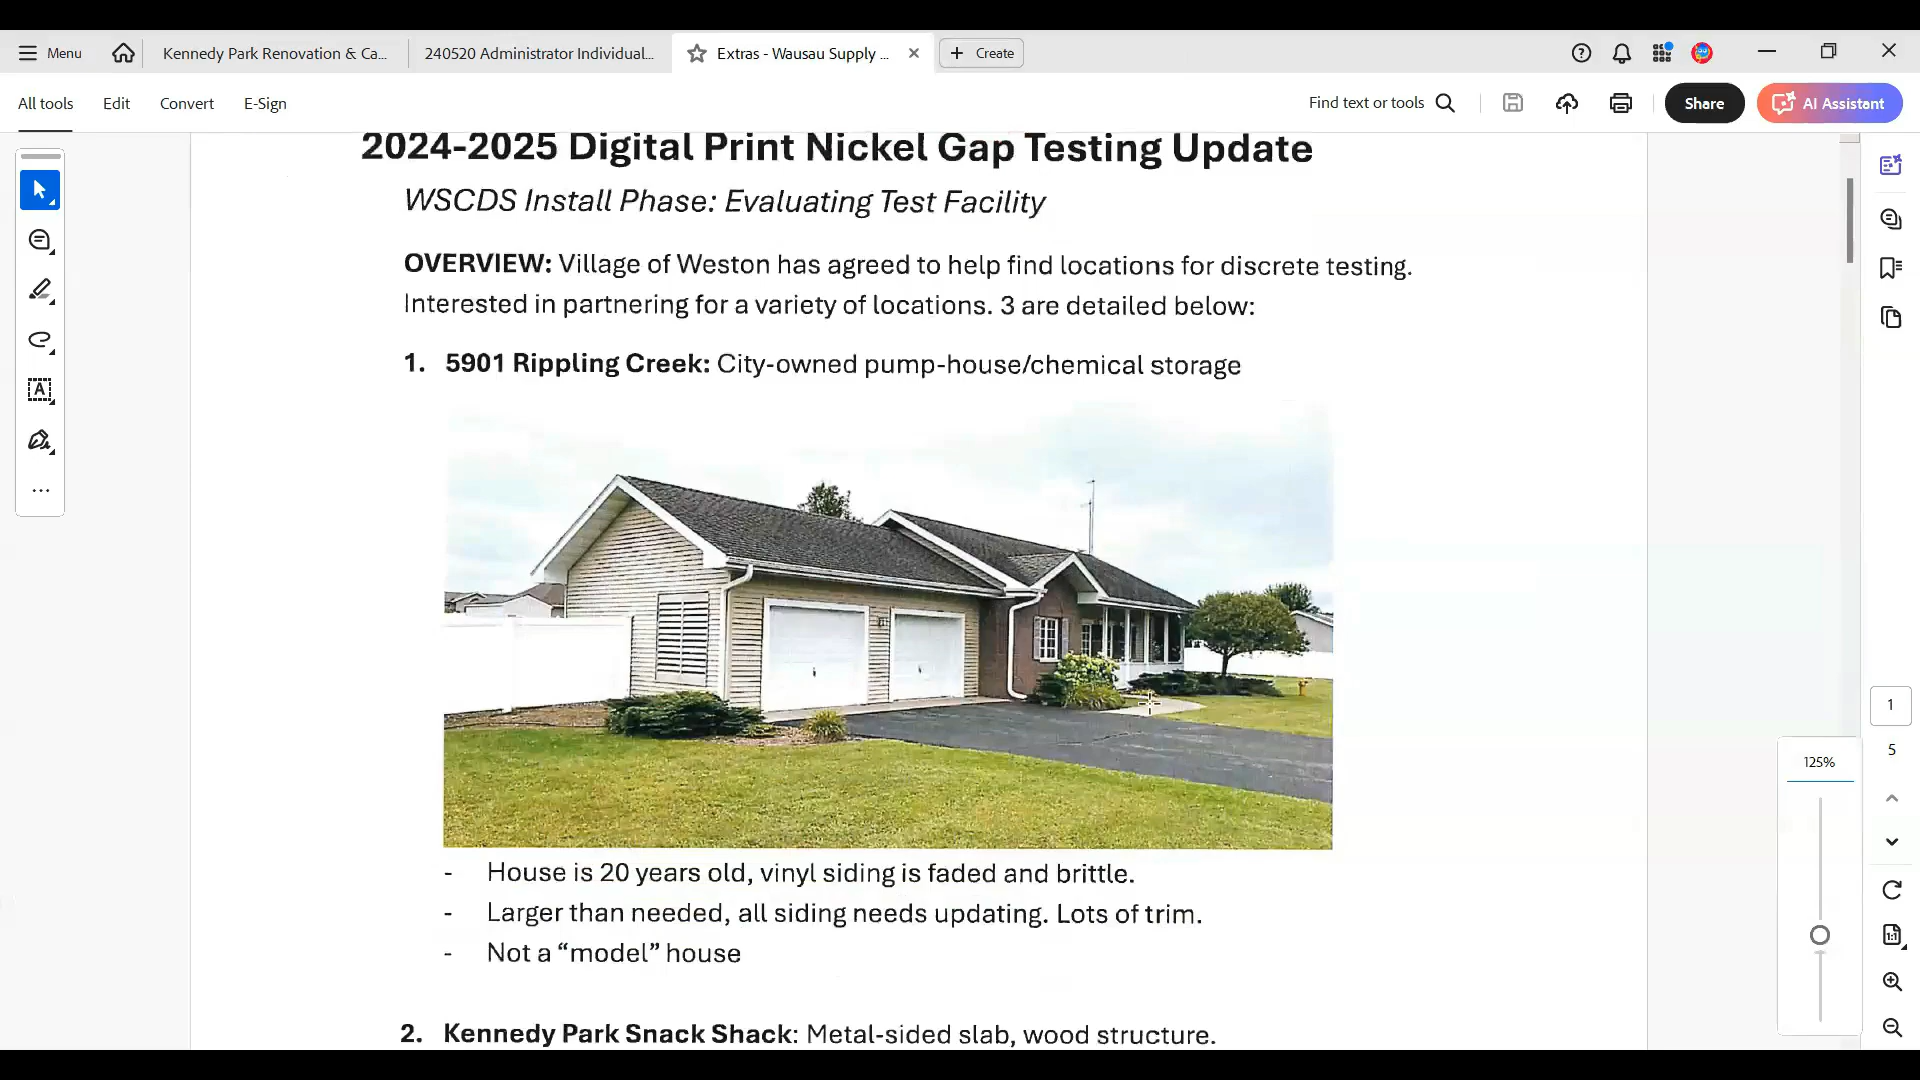 Menu
Kennedy Park Renovation & Ca...
240520 Administrator Individual...
Extras - Wausau Supply ...
Create
All tools
Edit
Convert
E-Sign
Find text or tools
Share
AI Assistant
2024-2025 Digital Print Nickel Gap Testing Update
WSCDS Install Phase: Evaluating Test Facility
OVERVIEW: Village of Weston has agreed to help find locations for discrete testing.
Interested in partnering for a variety of locations. 3 are detailed below:
1. 5901 Rippling Creek: City-owned pump-house/chemical storage
- House is 20 years old, vinyl siding is faded and brittle.
- Larger than needed, all siding needs updating. Lots of trim.
- Not a “model” house
2. Kennedy Park Snack Shack: Metal-sided slab, wood structure.
1
5
125%